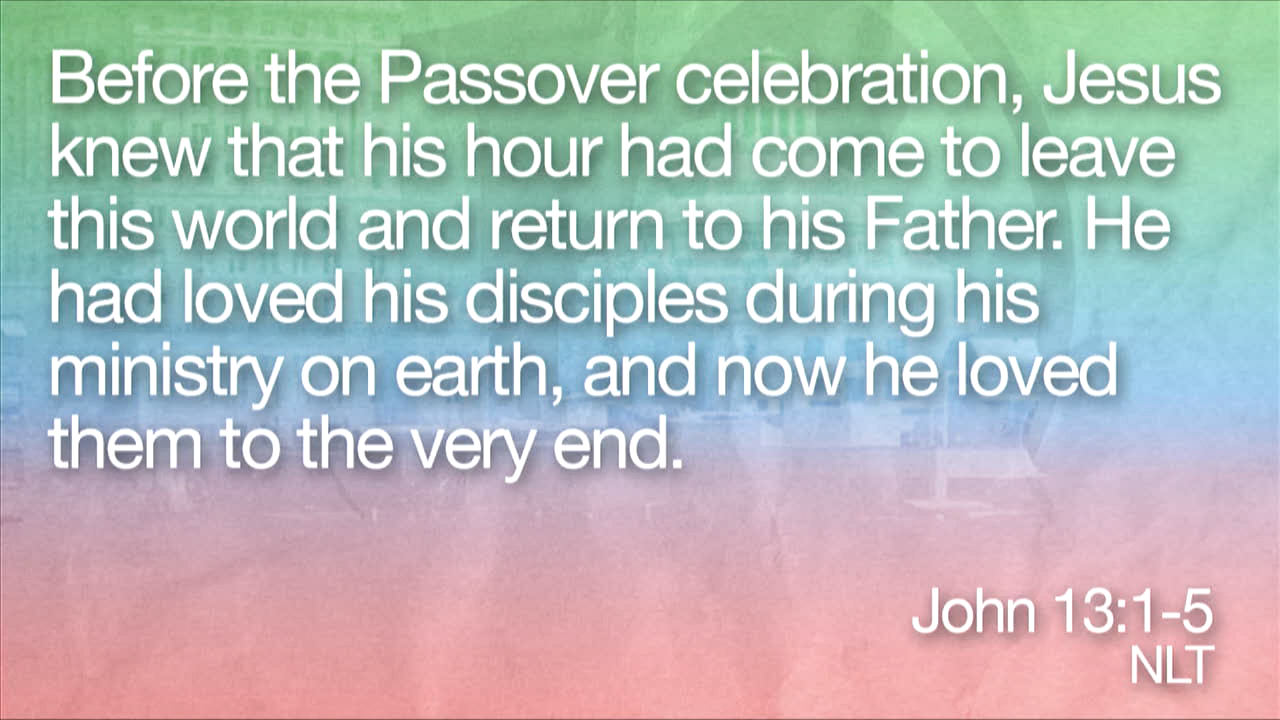 Before the Passover celebration, Jesus
knew that his hour had come to leave
this world and return to his Father. He
had loved his disciples during his
ministry on earth, and now he loved
them to the very end.
John 13:1-5
NLT